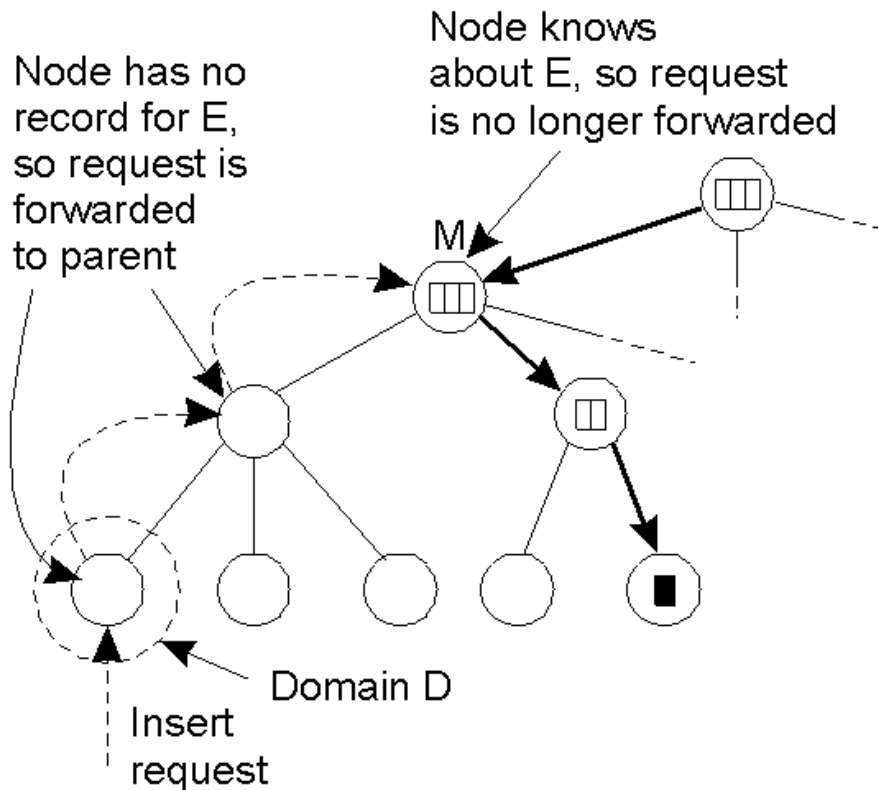 Node has no
record for E,
so request is
forwarded
to parent
Node knows
about E, so request
is no longer forwarded
M
Domain D
Insert
request